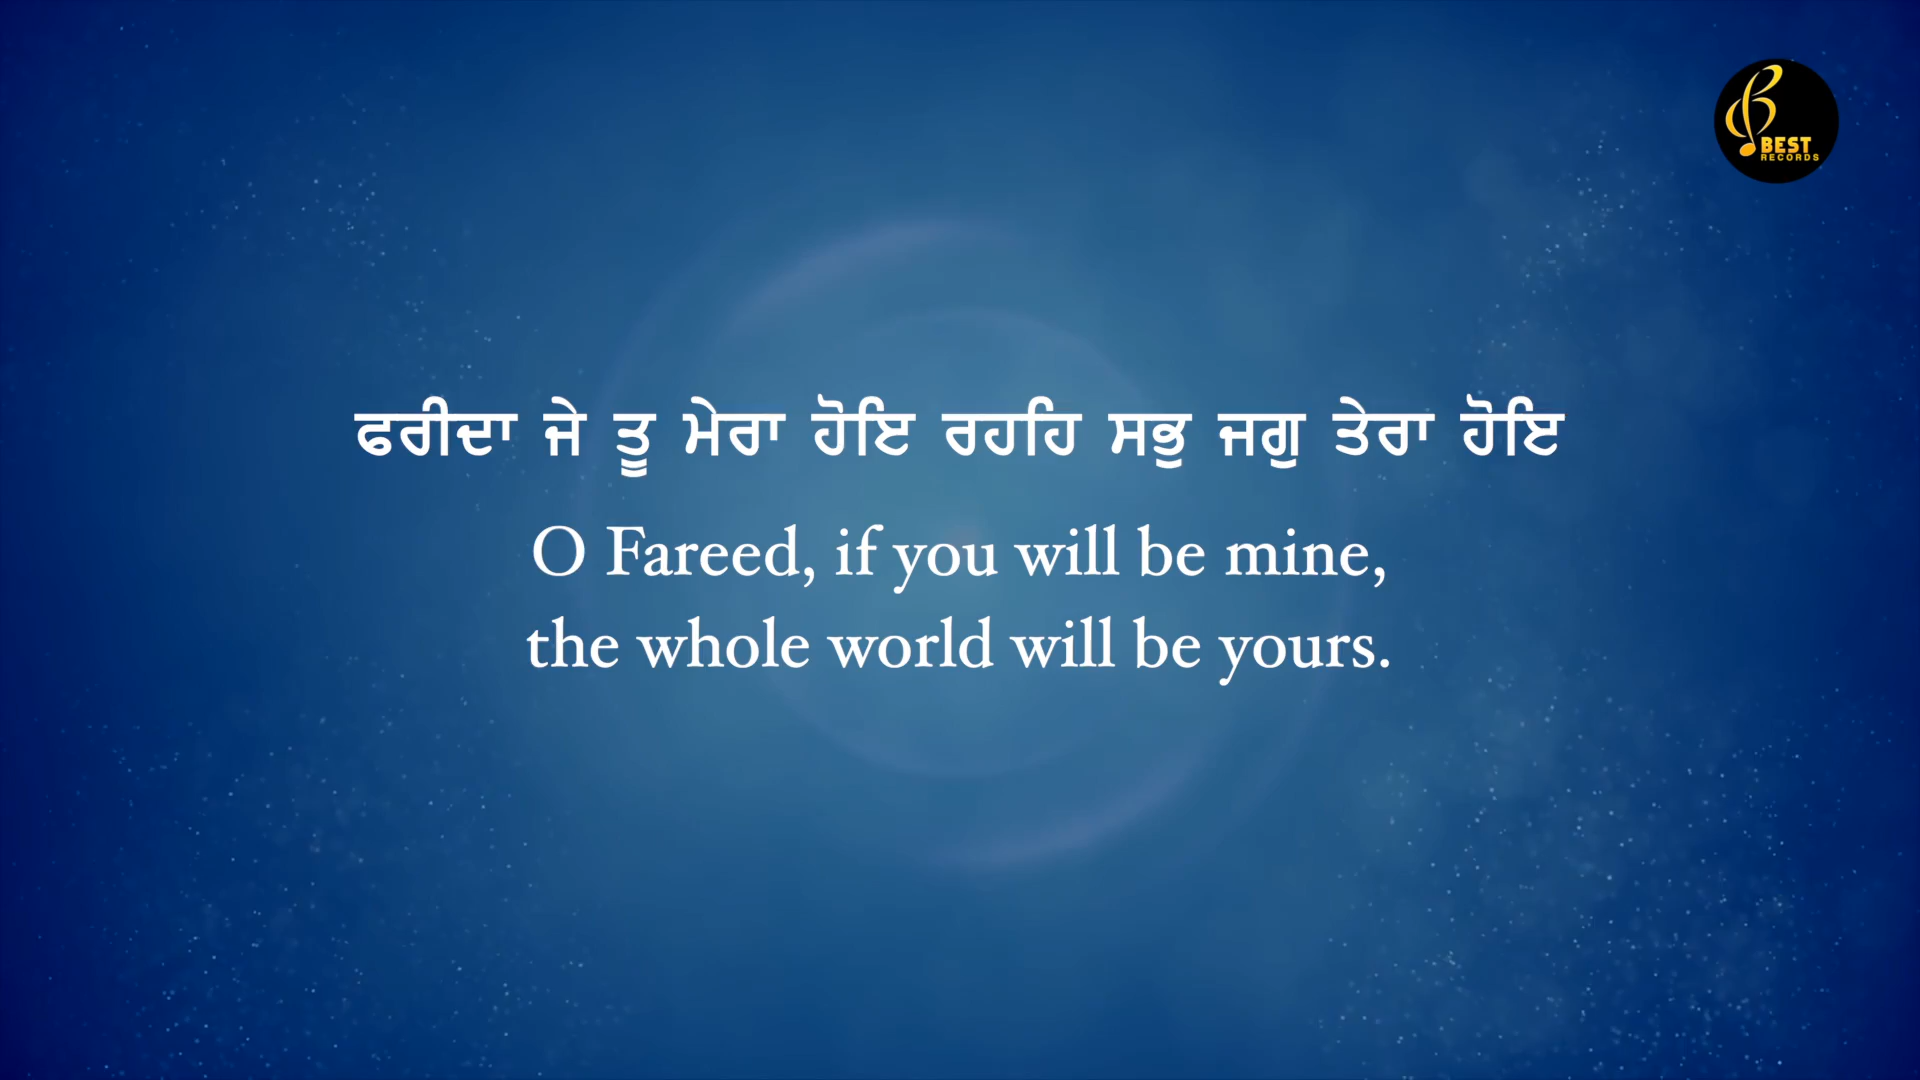 BEST
RECORDS
ਫਰੀਦਾ ਜੇ ਤੂ ਮੇਰਾ ਹੋਇ ਰਹਹਿ ਸਭੁ ਜਗੁ ਤੇਰਾ ਹੋਇ
O Fareed, if you will be mine,
the whole world will be yours.